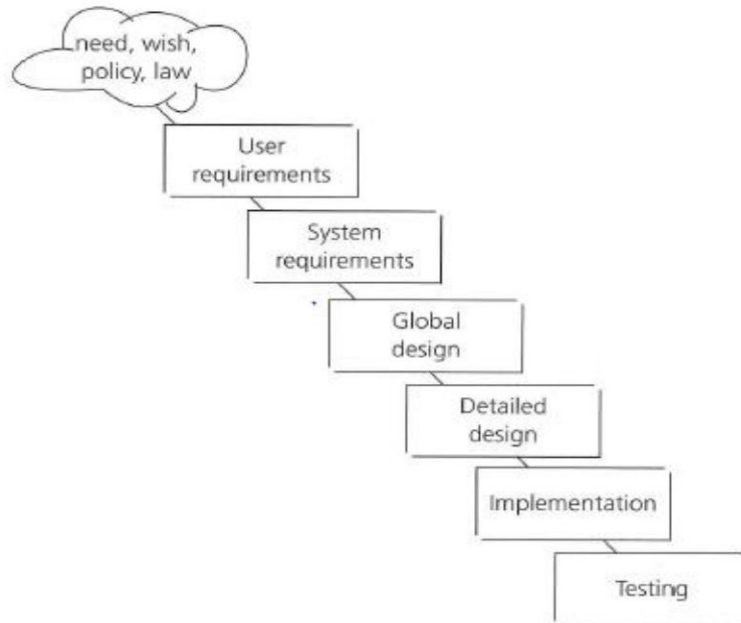 need, wish,
policy, law
User
requirements
System
requirements
Global
design
Detailed
design
Implementation
Testing